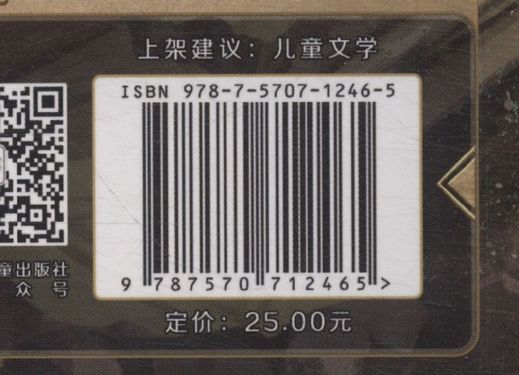 上架建议：儿童文学
ISBN 978-7-5707-1246-5
9 787570 712465>
童出版社
众 号
定价：25.00元